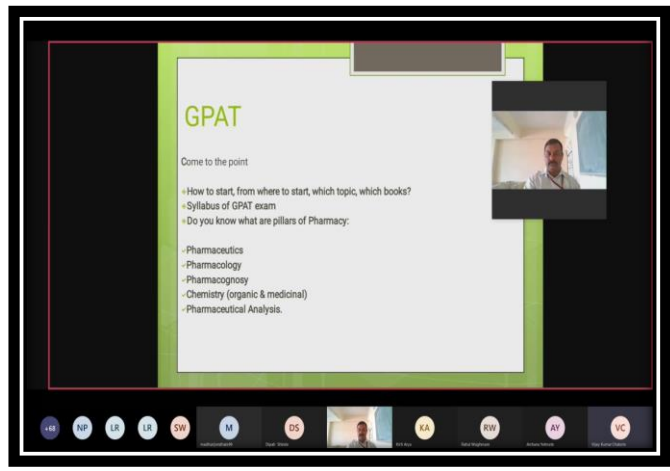 GPAT
Come to the point
How to start, from where to start, which topic, which books?
Syllabus of GPAT exam
Do you know what are pillars of Pharmacy:
Pharmaceutics
Pharmacology
Pharmacognosy
Chemistry (organic & medicinal)
Pharmaceutical Analysis.
+68 NP LR LR SW M DS KA RW AY VC